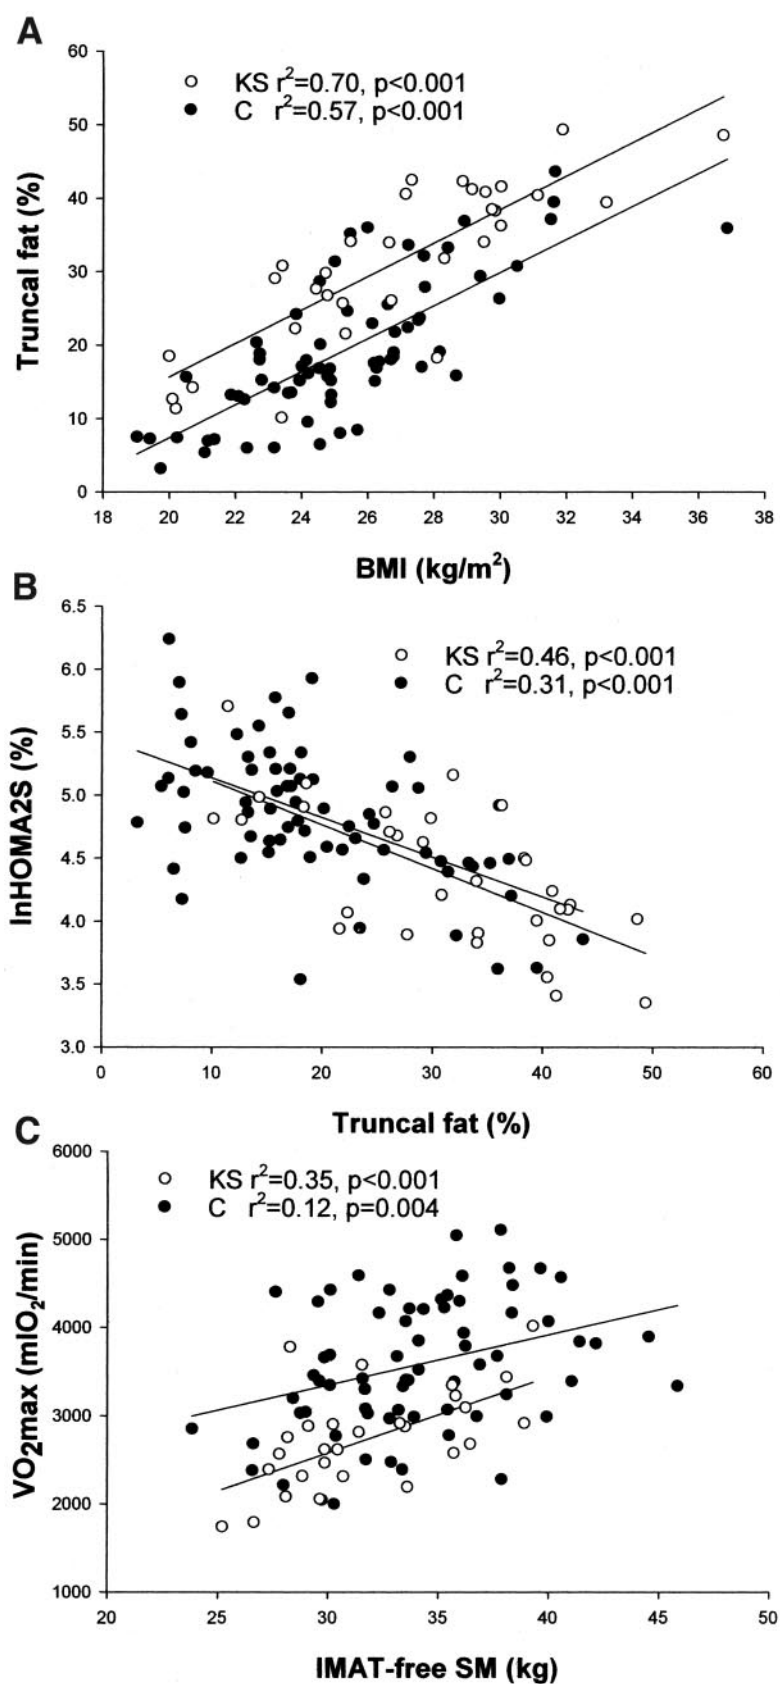 A
60
50
40
30
20
10
0
Truncal fat (%)
KS r²=0.70, p<0.001
C r²=0.57, p<0.001
18 20 22 24 26 28 30 32 34 36 38
BMI (kg/m²)
B
6.5
6.0
5.5
5.0
4.5
4.0
3.5
3.0
lnHOMA2S (%)
KS r²=0.46, p<0.001
C r²=0.31, p<0.001
0 10 20 30 40 50 60
Truncal fat (%)
C
6000
5000
4000
3000
2000
1000
VO₂max (mlO₂/min)
KS r²=0.35, p<0.001
C r²=0.12, p=0.004
20 25 30 35 40 45 50
IMAT-free SM (kg)